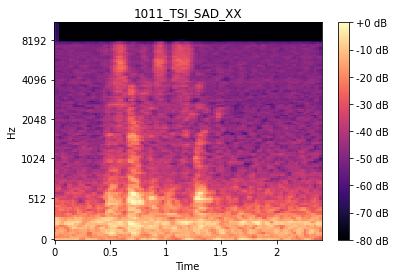 1011_TSI_SAD_XX
8192
4096
2048
1024
512
0
Hz
0
0.5
1
1.5
2
Time
+0 dB
-10 dB
-20 dB
-30 dB
-40 dB
-50 dB
-60 dB
-70 dB
-80 dB